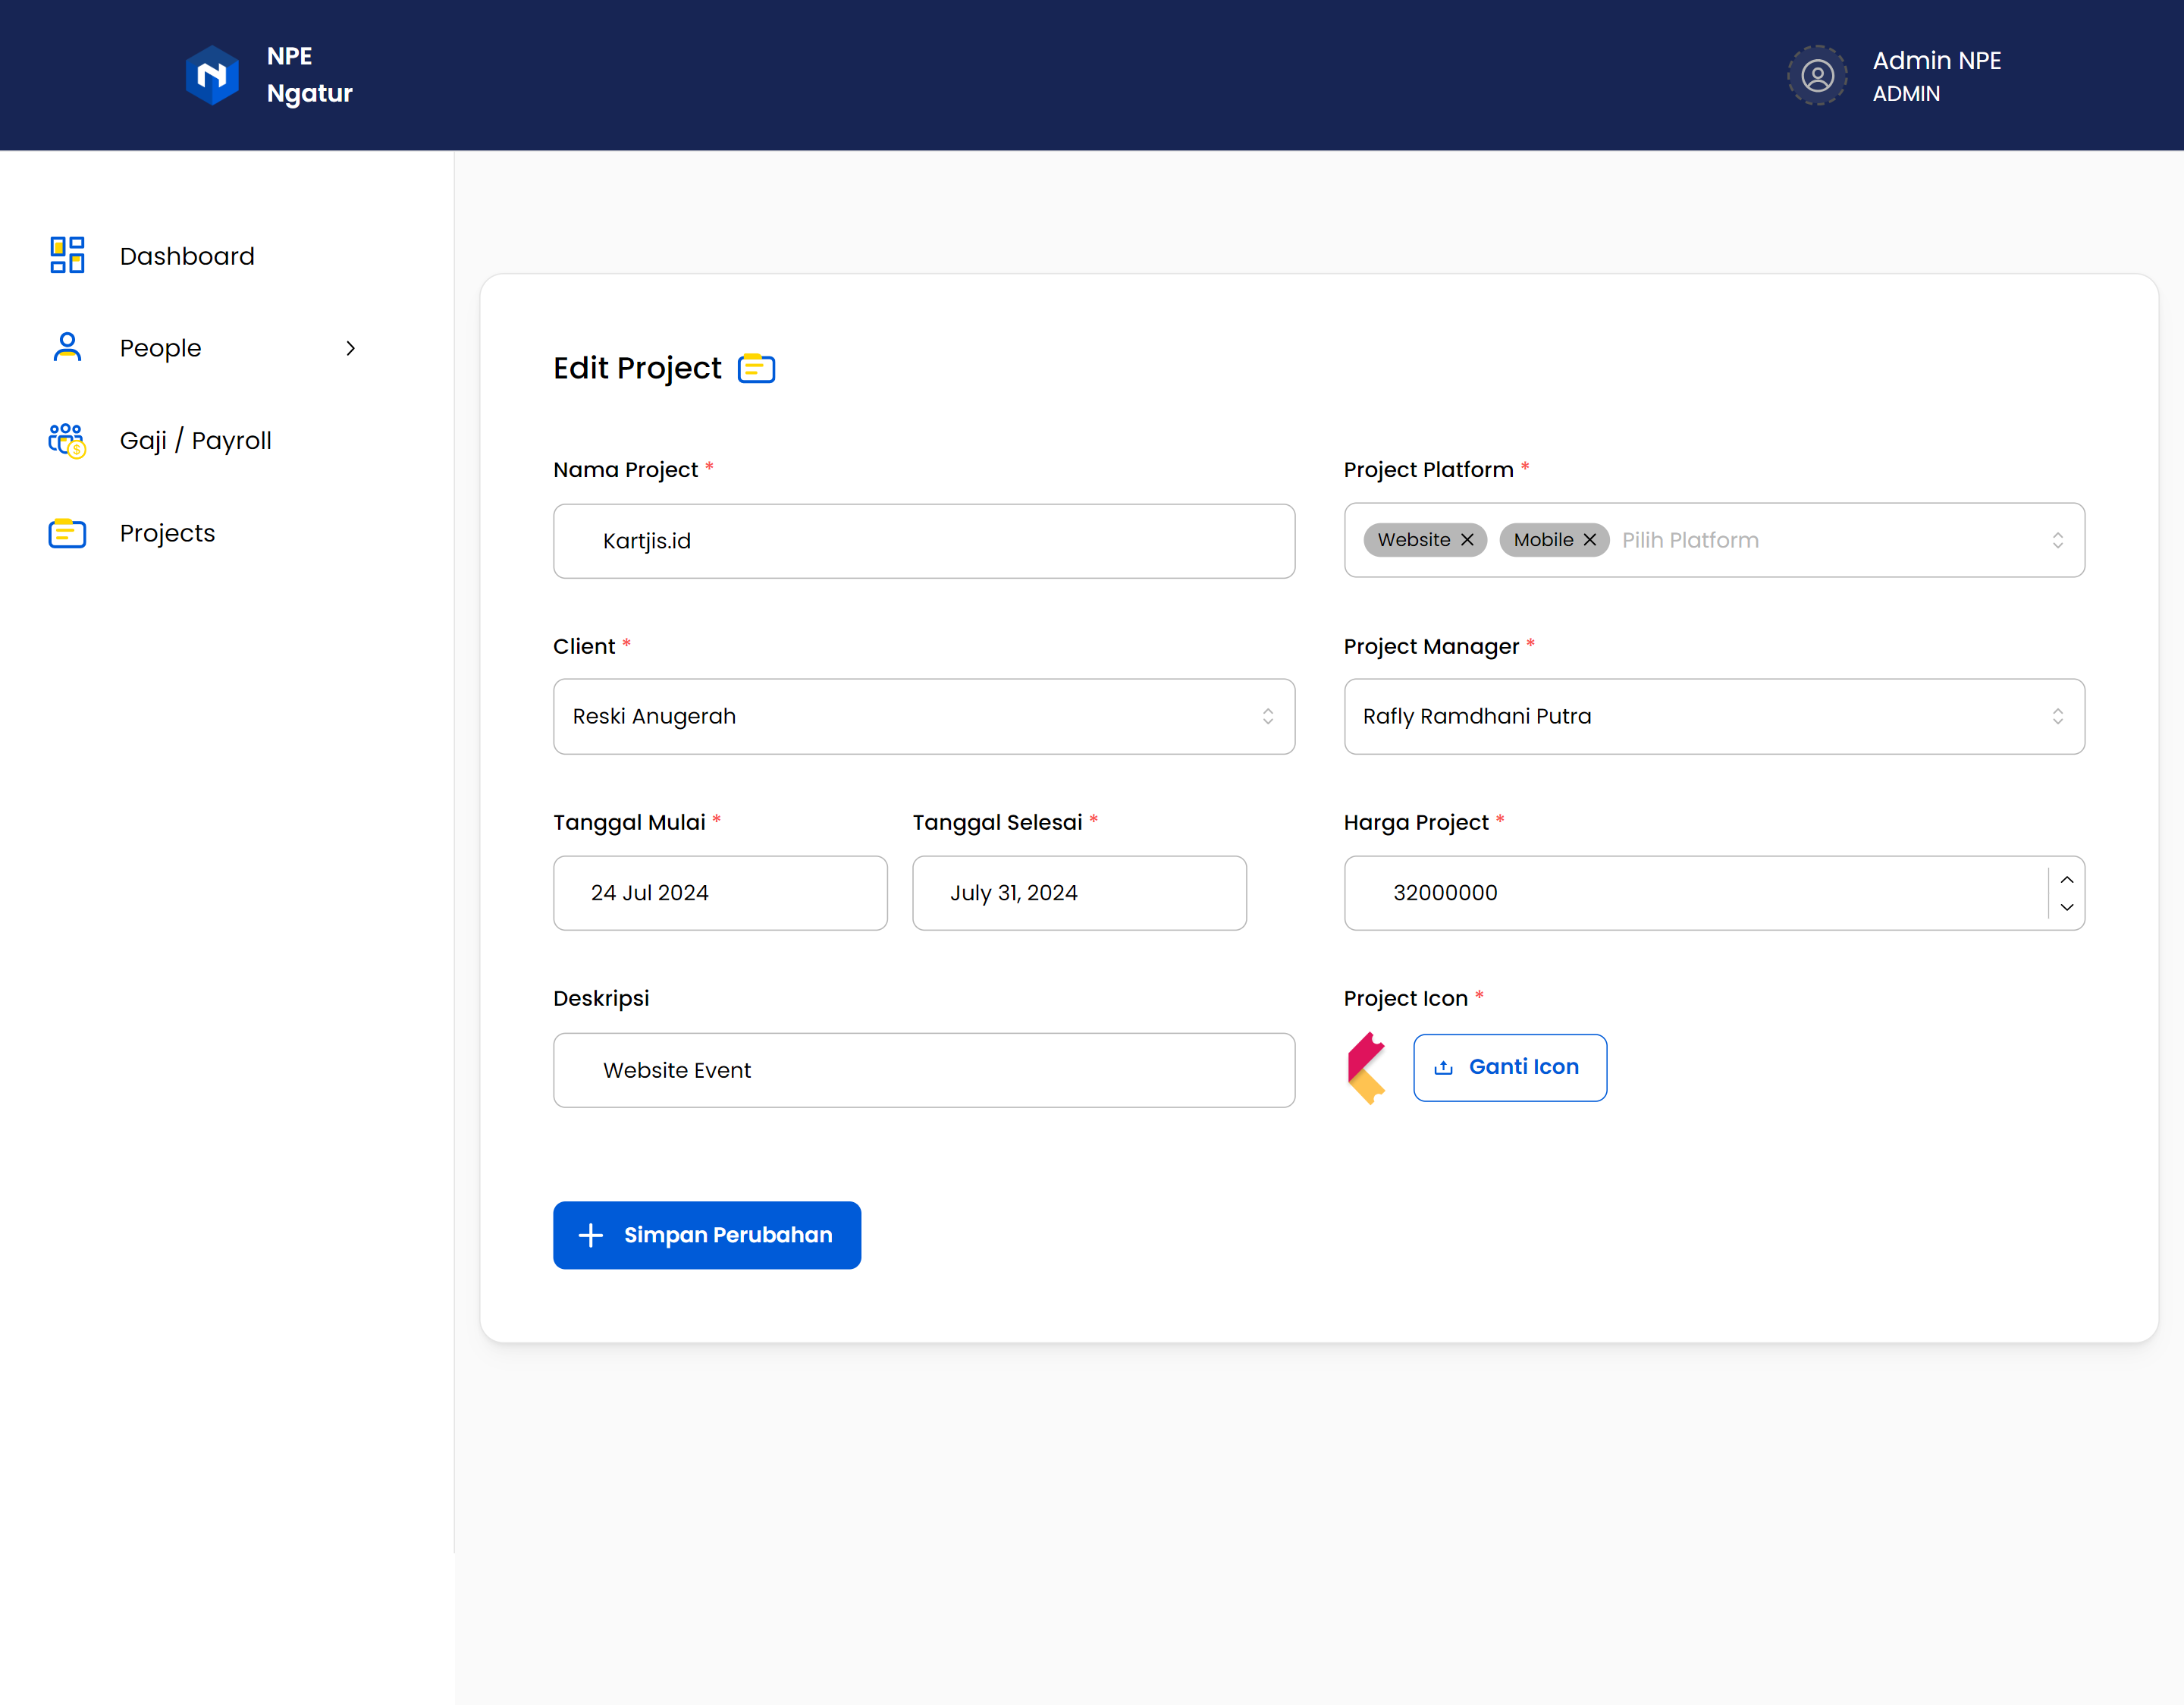 NPE
Ngatur
Admin NPE
ADMIN
Dashboard
People
Gaji / Payroll
Projects
Edit Project
Nama Project *
Kartjis.id
Project Platform *
Website Mobile Pilih Platform
Client *
Reski Anugerah
Project Manager *
Rafly Ramdhani Putra
Tanggal Mulai *
24 Jul 2024
Tanggal Selesai *
July 31, 2024
Harga Project *
32000000
Deskripsi
Website Event
Project Icon *
Ganti Icon
Simpan Perubahan